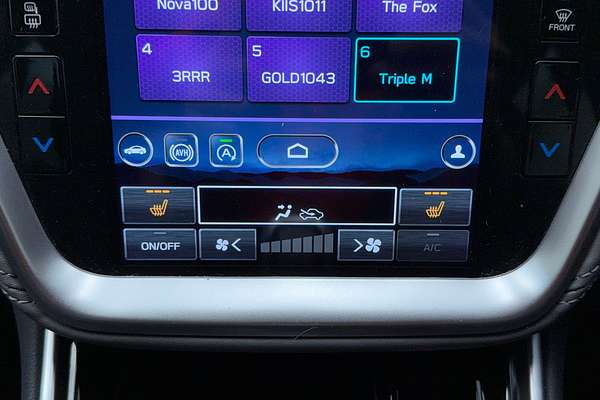 Nova100
KIIS1011
The Fox
FRONT
4
3RRR
5
GOLD1043
6
Triple M
AVH
A
ON/OFF
<
>
A/C